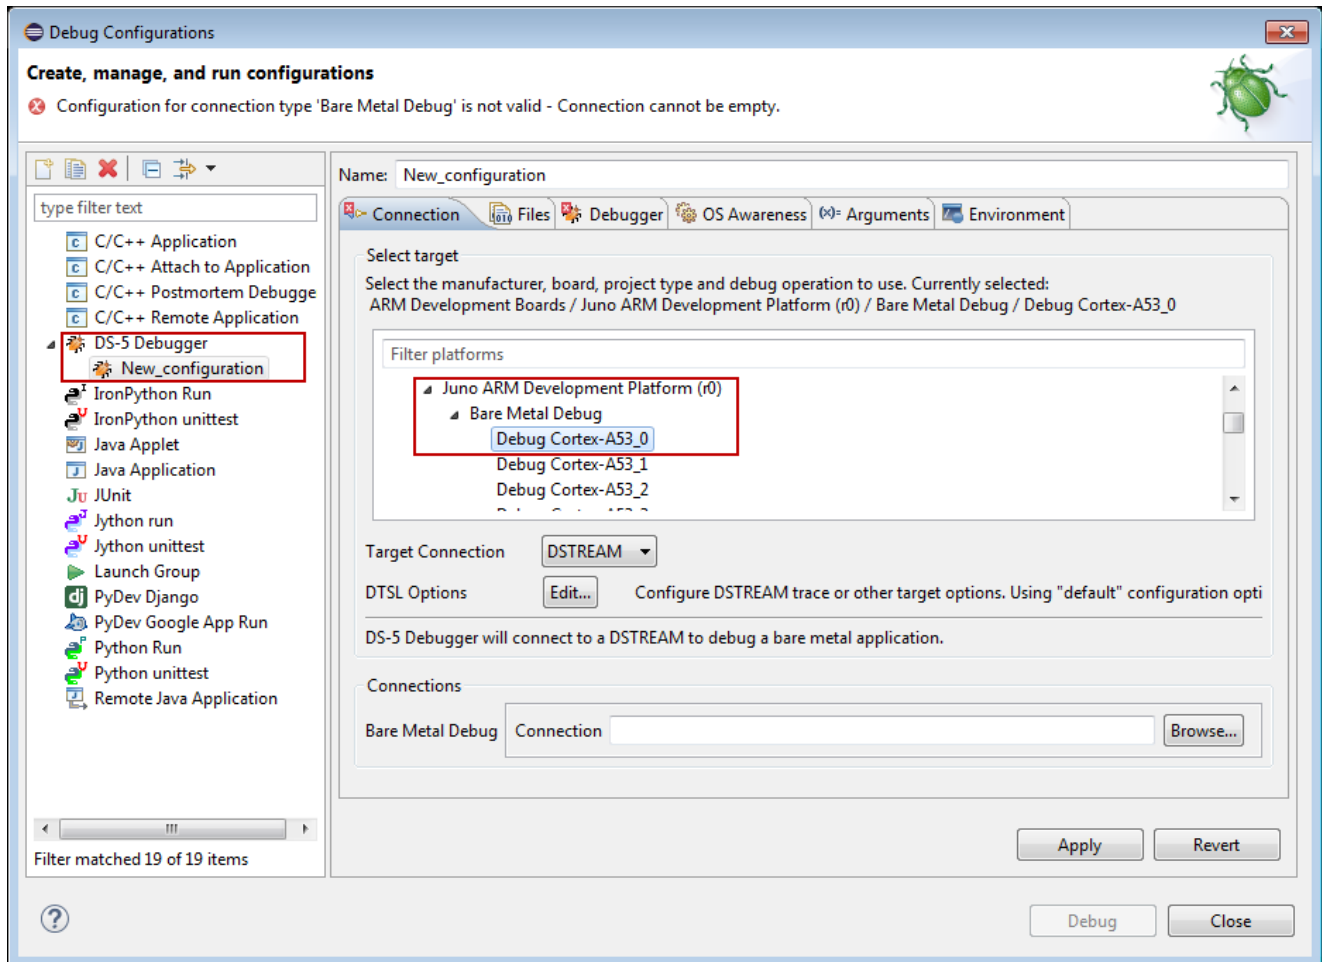 Debug Configurations
Create, manage, and run configurations
Configuration for connection type 'Bare Metal Debug' is not valid - Connection cannot be empty.
type filter text
C/C++ Application
C/C++ Attach to Application
C/C++ Postmortem Debugge
C/C++ Remote Application
DS-5 Debugger
New_configuration
IronPython Run
IronPython unittest
Java Applet
Java Application
JUnit
Jython run
Jython unittest
Launch Group
PyDev Django
PyDev Google App Run
Python Run
Python unittest
Remote Java Application
Filter matched 19 of 19 items
Name: New_configuration
Connection Files Debugger OS Awareness (x)= Arguments Environment
Select target
Select the manufacturer, board, project type and debug operation to use. Currently selected:
ARM Development Boards / Juno ARM Development Platform (r0) / Bare Metal Debug / Debug Cortex-A53_0
Filter platforms
Juno ARM Development Platform (r0)
Bare Metal Debug
Debug Cortex-A53_0
Debug Cortex-A53_1
Debug Cortex-A53_2
Target Connection DSTREAM
DTSL Options Edit... Configure DSTREAM trace or other target options. Using "default" configuration opti
DS-5 Debugger will connect to a DSTREAM to debug a bare metal application.
Connections
Bare Metal Debug Connection Browse...
Apply Revert
Debug Close